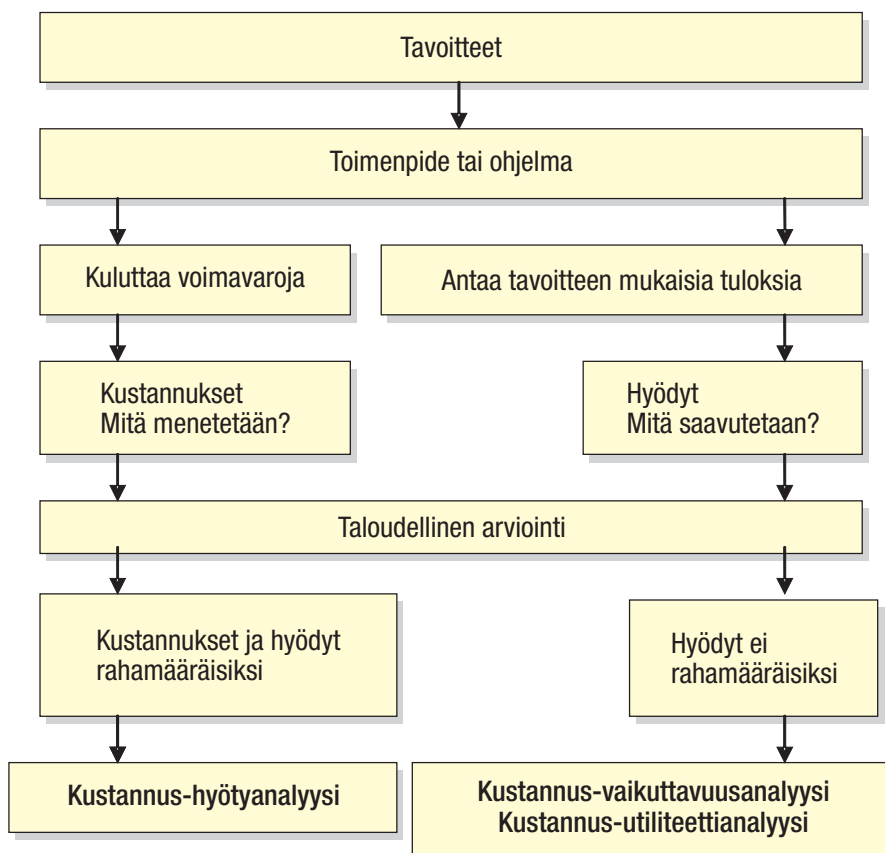 Tavoitteet
Toimenpide tai ohjelma
Kuluttaa voimavaroja
Antaa tavoitteen mukaisia tuloksia
Kustannukset
Mitä menetetään?
Hyödyt
Mitä saavutetaan?
Taloudellinen arviointi
Kustannukset ja hyödyt
rahamääräisiksi
Hyödyt ei
rahamääräisiksi
Kustannus-hyötyanalyysi
Kustannus-vaikuttavuusanalyysi
Kustannus-utiliteettianalyysi